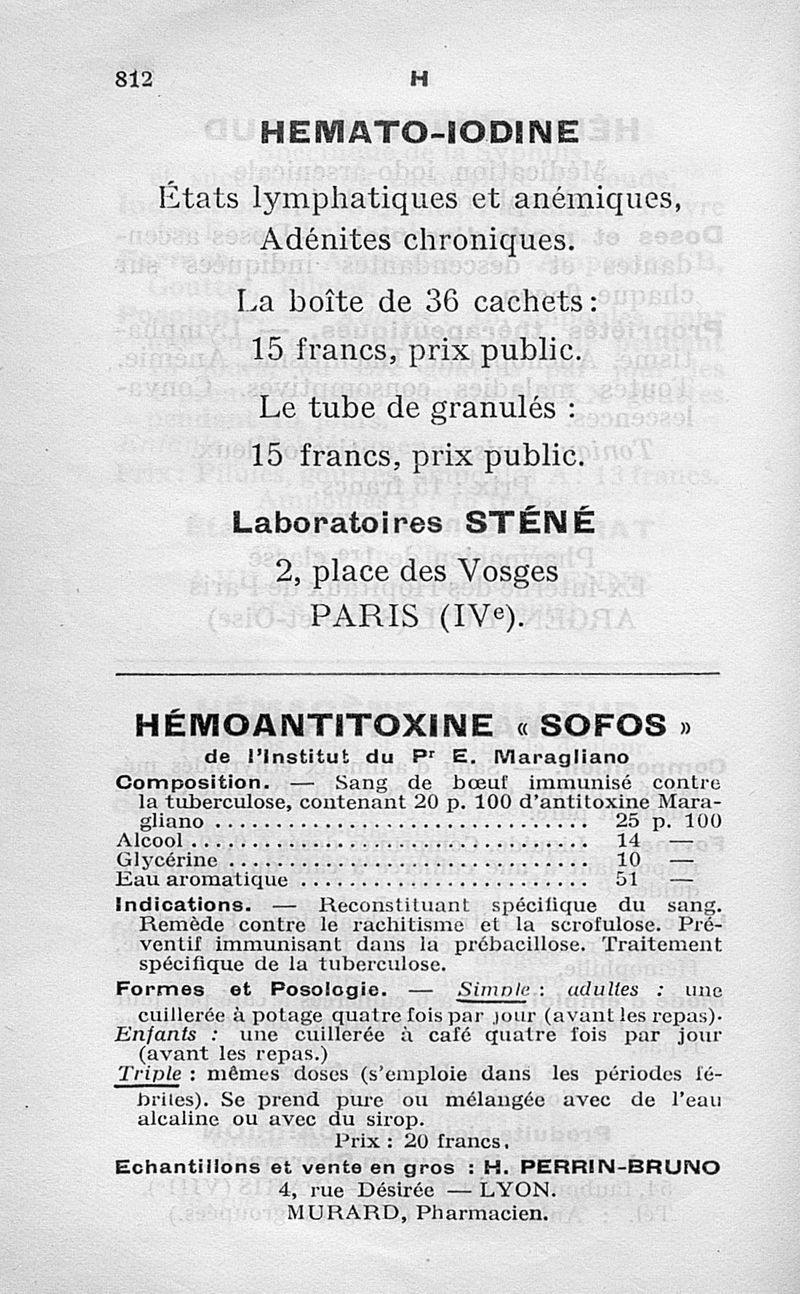 812
H
HEMATO-IODINE
États lymphatiques et anémiques,
Adénites chroniques.
La boîte de 36 cachets :
15 francs, prix public.
Le tube de granulés :
15 francs, prix public.
Laboratoires STÉNÉ
2, place des Vosges
PARIS (IVe).
HÉMOANTITOXINE « SOFOS »
de l'Institut du Pr E. Maragliano
Composition. — Sang de bœuf immunisé contre
la tuberculose, contenant 20 p. 100 d'antitoxine Mara-
gliano .............................. 25 p. 100
Alcool ................................ 14 —
Glycérine ............................. 10 —
Eau aromatique ........................ 51 —
Indications. — Reconstituant spécifique du sang.
Remède contre le rachitisme et la scrofulose. Pré-
ventif immunisant dans la prébacillose. Traitement
spécifique de la tuberculose.
Formes et Posologie. — Simple : adultes : une
cuillerée à potage quatre fois par jour (avant les repas).
Enfants : une cuillerée à café quatre fois par jour
(avant les repas.)
Triple : mêmes doses (s'emploie dans les périodes fé-
briles). Se prend pure ou mélangée avec de l'eau
alcaline ou avec du sirop.
Prix : 20 francs.
Echantillons et vente en gros : H. PERRIN-BRUNO
4, rue Désirée — LYON.
MURARD, Pharmacien.